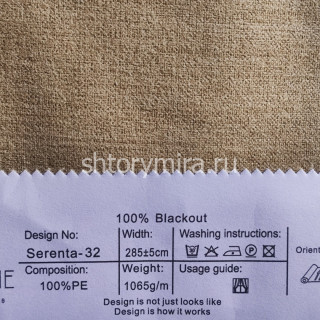 shtorymira.ru
100% Blackout
Design No: Width: Washing instructions:
Serenta-32 285±5cm Orient
Composition: Weight: Usage guide:
100%PE 1065g/m
Design is not just looks like
Design is how it works